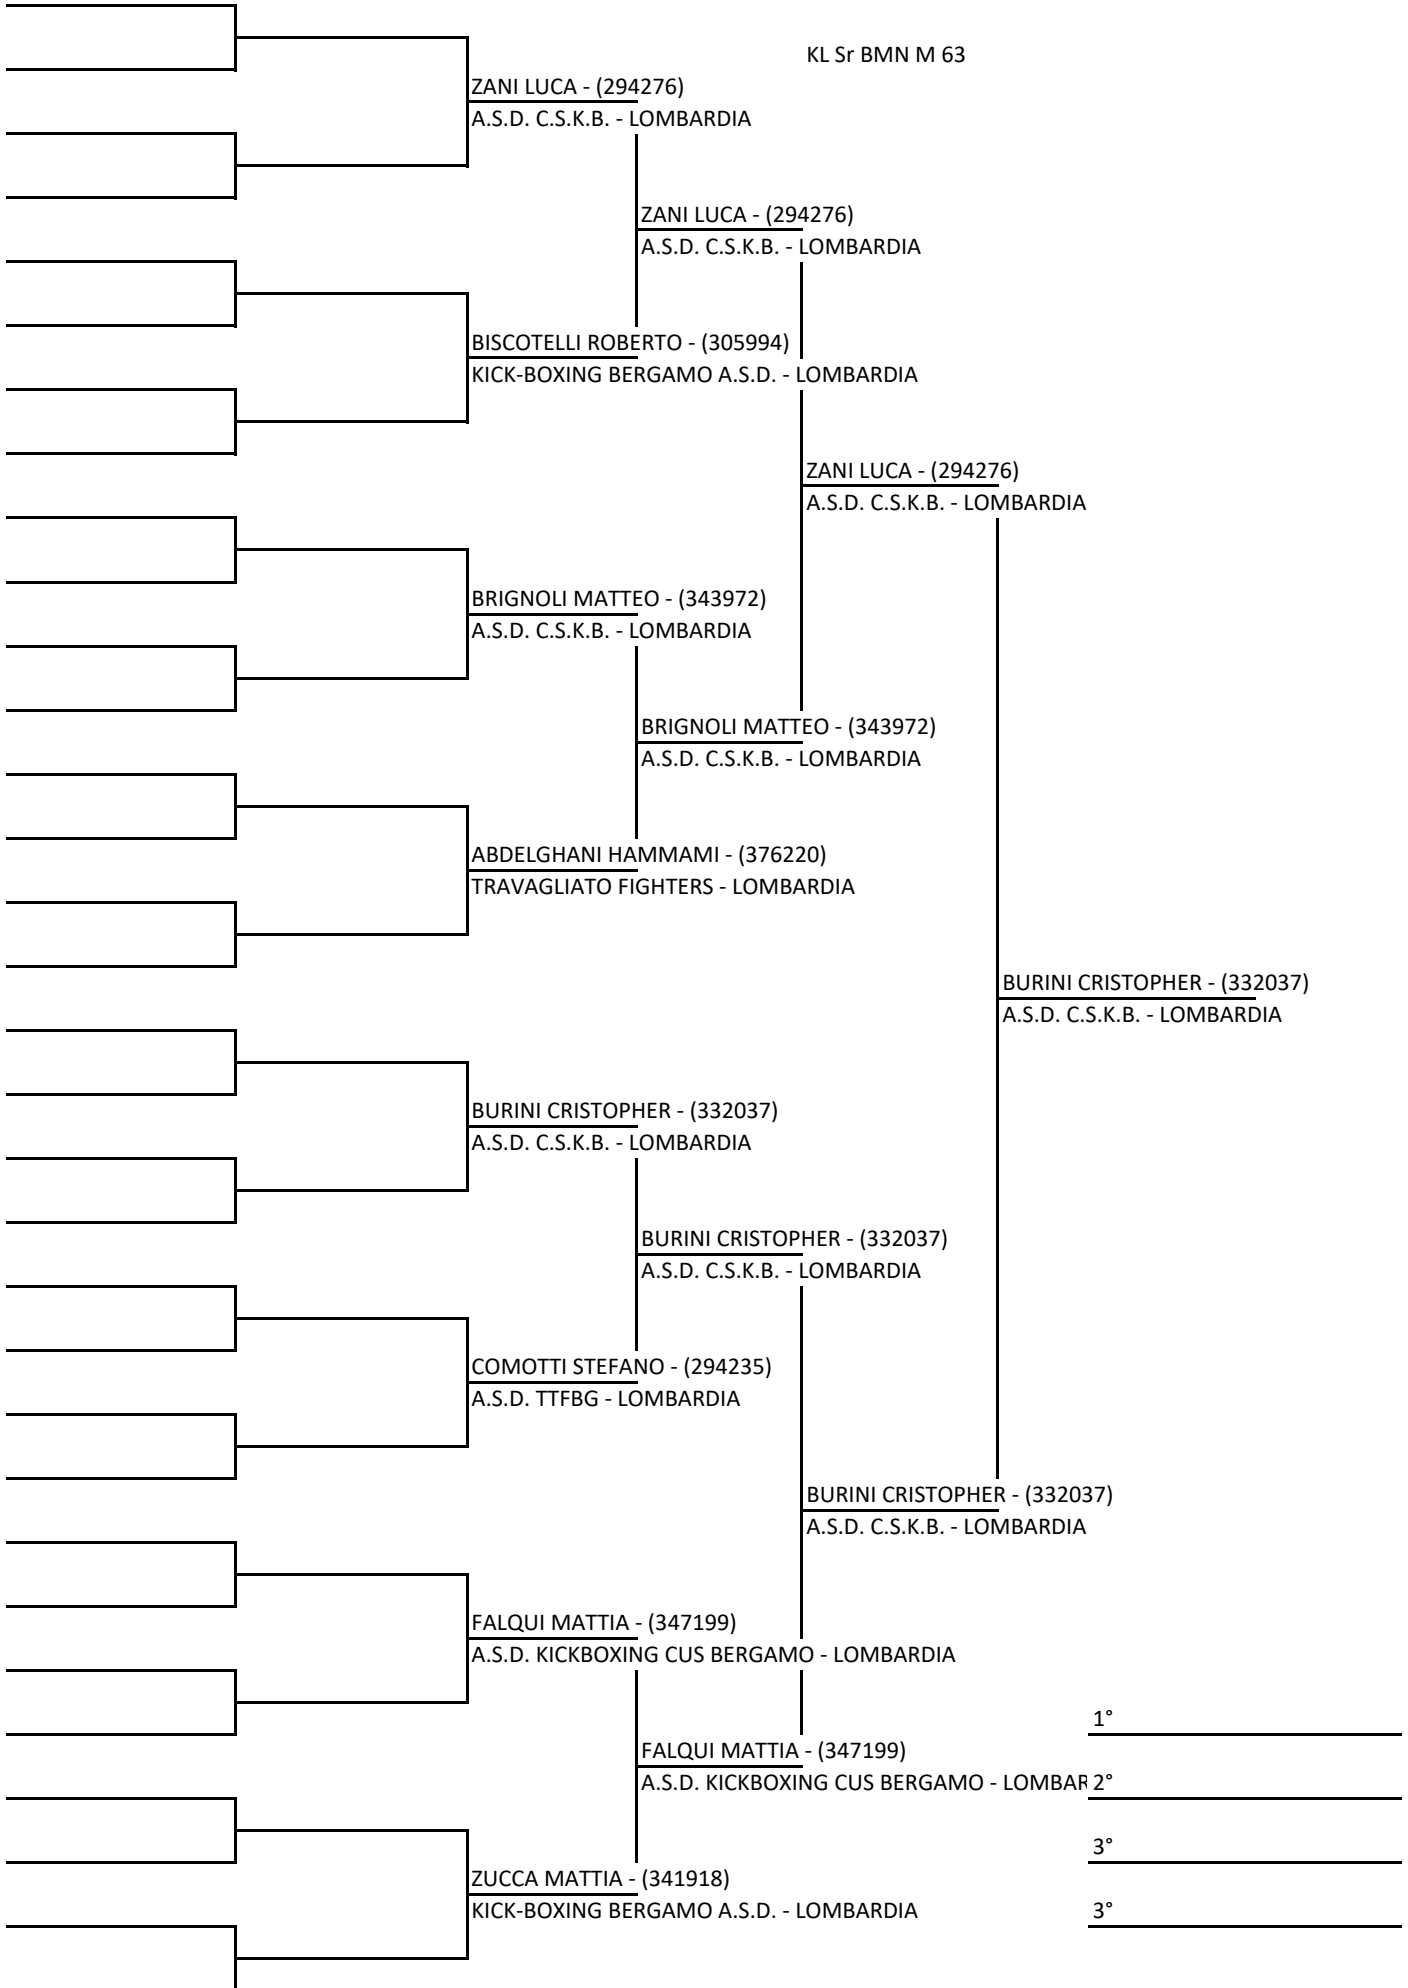 KL Sr BMN M 63
ZANI LUCA - (294276)
A.S.D. C.S.K.B. - LOMBARDIA
ZANI LUCA - (294276)
A.S.D. C.S.K.B. - LOMBARDIA
BISCOTELLI ROBERTO - (305994)
KICK-BOXING BERGAMO A.S.D. - LOMBARDIA
ZANI LUCA - (294276)
A.S.D. C.S.K.B. - LOMBARDIA
BRIGNOLI MATTEO - (343972)
A.S.D. C.S.K.B. - LOMBARDIA
BRIGNOLI MATTEO - (343972)
A.S.D. C.S.K.B. - LOMBARDIA
ABDELGHANI HAMMAMI - (376220)
TRAVAGLIATO FIGHTERS - LOMBARDIA
BURINI CRISTOPHER - (332037)
A.S.D. C.S.K.B. - LOMBARDIA
BURINI CRISTOPHER - (332037)
A.S.D. C.S.K.B. - LOMBARDIA
BURINI CRISTOPHER - (332037)
A.S.D. C.S.K.B. - LOMBARDIA
COMOTTI STEFANO - (294235)
A.S.D. TTFBG - LOMBARDIA
BURINI CRISTOPHER - (332037)
A.S.D. C.S.K.B. - LOMBARDIA
FALQUI MATTIA - (347199)
A.S.D. KICKBOXING CUS BERGAMO - LOMBARDIA
1°
FALQUI MATTIA - (347199)
A.S.D. KICKBOXING CUS BERGAMO - LOMBAR 2°
3°
ZUCCA MATTIA - (341918)
KICK-BOXING BERGAMO A.S.D. - LOMBARDIA
3°